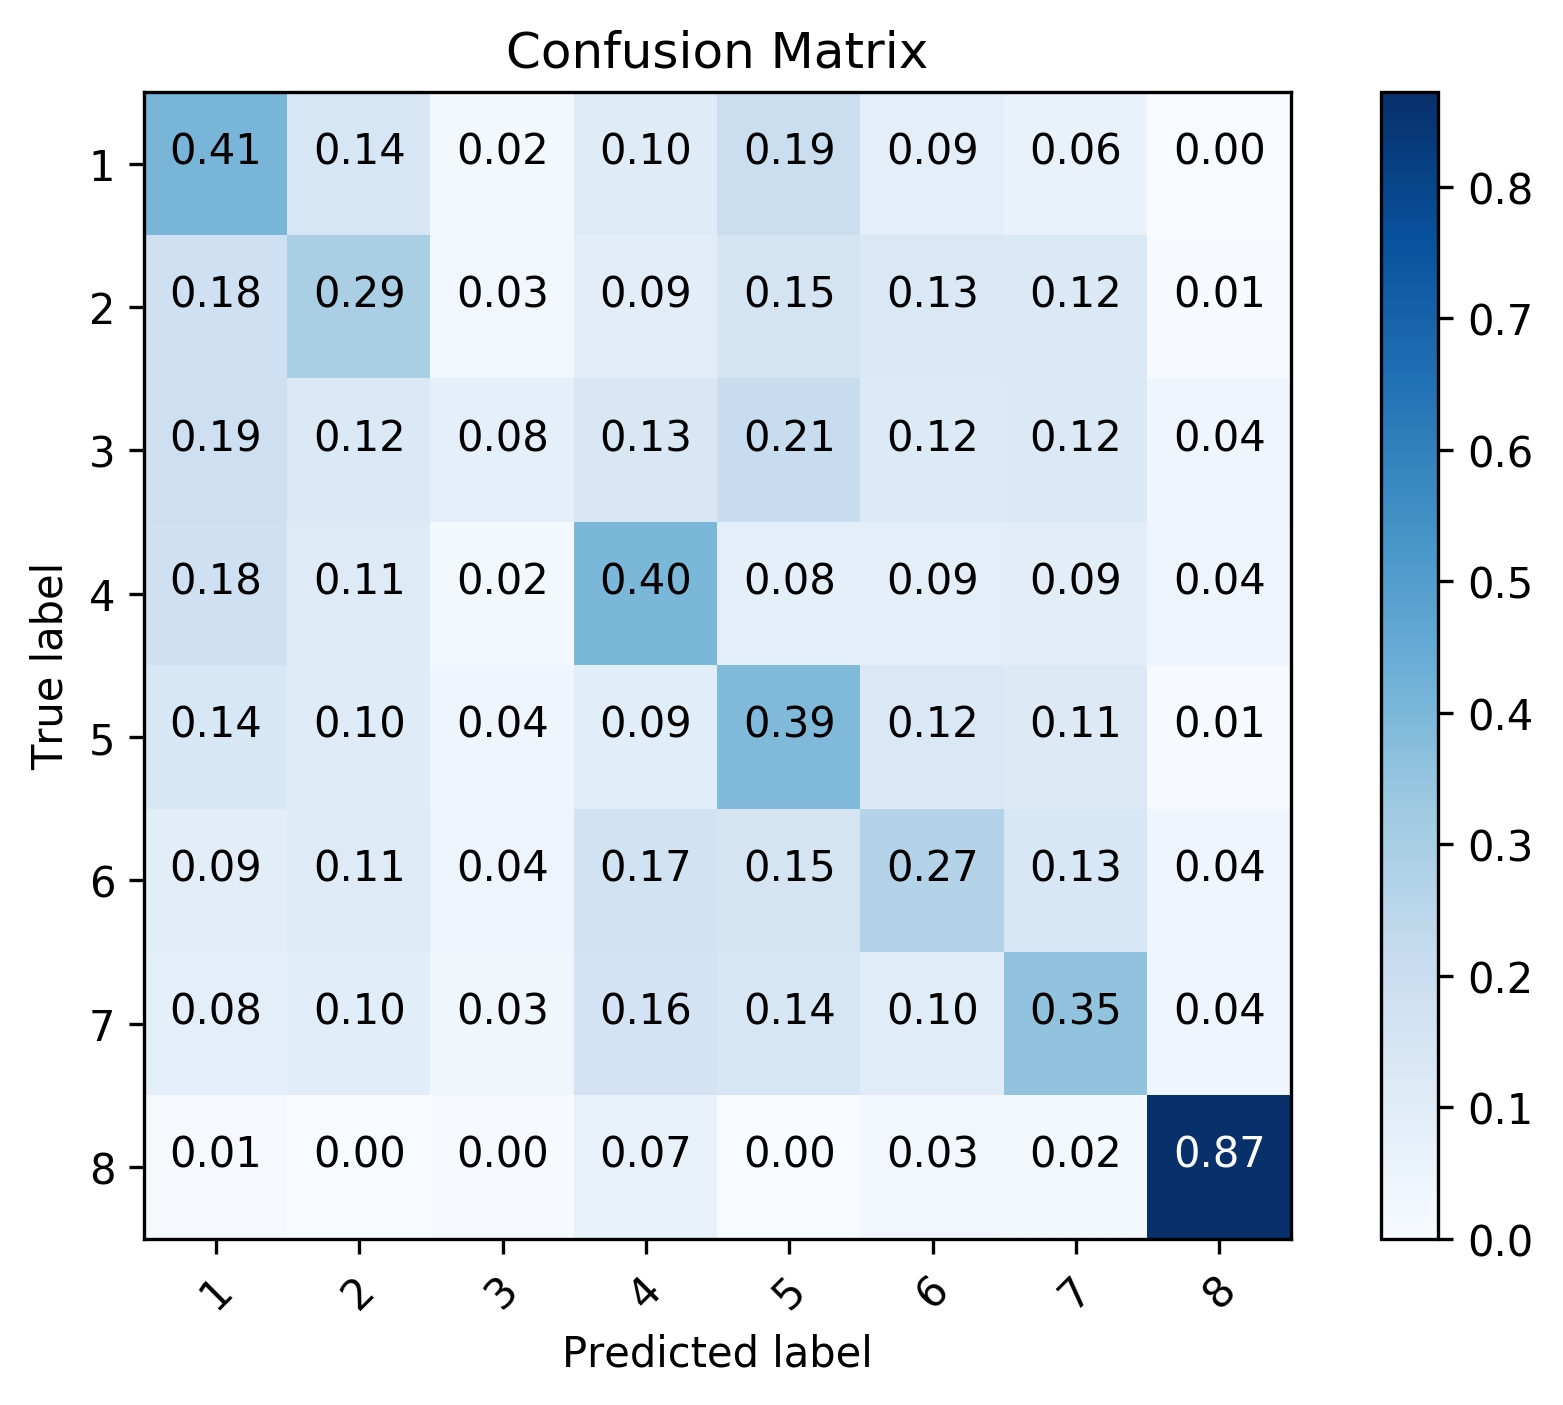 Confusion Matrix
1 0.41 0.14 0.02 0.10 0.19 0.09 0.06 0.00
2 0.18 0.29 0.03 0.09 0.15 0.13 0.12 0.01
3 0.19 0.12 0.08 0.13 0.21 0.12 0.12 0.04
4 0.18 0.11 0.02 0.40 0.08 0.09 0.09 0.04
5 0.14 0.10 0.04 0.09 0.39 0.12 0.11 0.01
6 0.09 0.11 0.04 0.17 0.15 0.27 0.13 0.04
7 0.08 0.10 0.03 0.16 0.14 0.10 0.35 0.04
8 0.01 0.00 0.00 0.07 0.00 0.03 0.02 0.87
1 2 3 4 5 6 7 8
Predicted label
True label
0.8
0.7
0.6
0.5
0.4
0.3
0.2
0.1
0.0